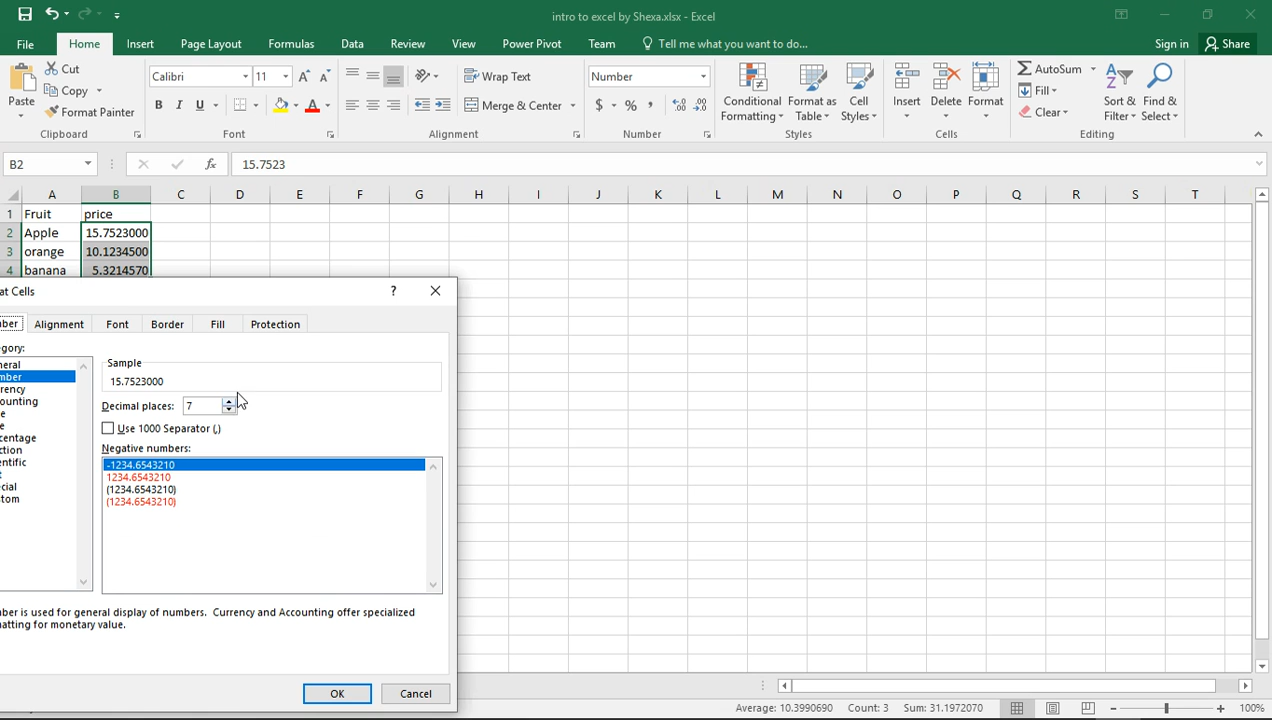 intro to excel by Shexa.xlsx - Excel
File Home Insert Page Layout Formulas Data Review View Power Pivot Team Tell me what you want to do... Sign in Share
Paste Cut Copy Format Painter
Calibri 11
B I U A
Wrap Text
Merge & Center
Number
$ % ,
Conditional Formatting
Format as Table
Cell Styles
Insert Delete Format
AutoSum
Fill
Clear
Sort & Filter
Find & Select
Clipboard Font Alignment Number Styles Cells Editing
B2 fx 15.7523
A B C D E F G H I J K L M N O P Q R S T
1 Fruit price
2 Apple 15.7523000
3 orange 10.1234500
4 banana 5.3214570
at Cells ?
ber Alignment Font Border Fill Protection
gory:
neral
mber
rency
ounting
e
e
centage
ction
entific
t
cial
tom
Sample
15.7523000
Decimal places: 7
Use 1000 Separator (,)
Negative numbers:
-1234.6543210
1234.6543210
(1234.6543210)
(1234.6543210)
ber is used for general display of numbers. Currency and Accounting offer specialized
atting for monetary value.
OK Cancel
Average: 10.3990690 Count: 3 Sum: 31.1972070 100%